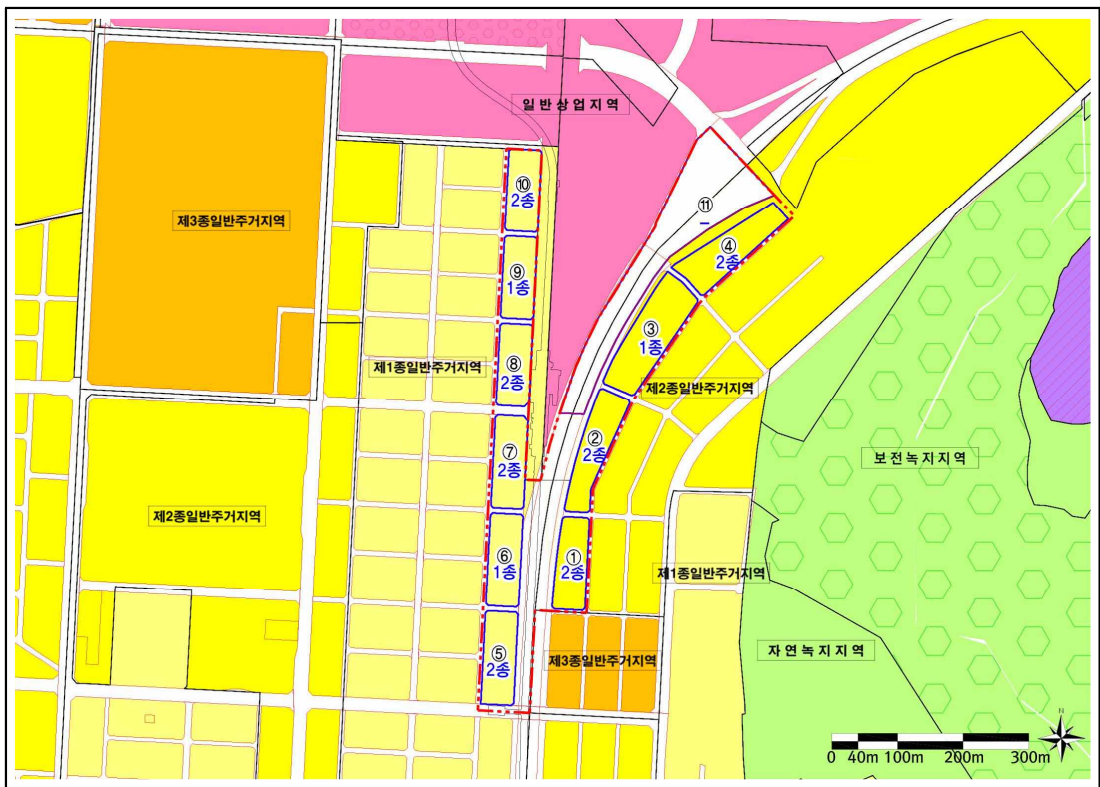 일반상업지역
⑩
2종
제3종일반주거지역
⑪
④
2종
⑨
1종
③
1종
⑧
2종
제1종일반주거지역
제2종일반주거지역
②
2종
⑦
2종
보전녹지지역
제2종일반주거지역
⑥
1종
①
2종
제1종일반주거지역
자연녹지지역
⑤
2종
제3종일반주거지역
N
0 40m 100m 200m 300m